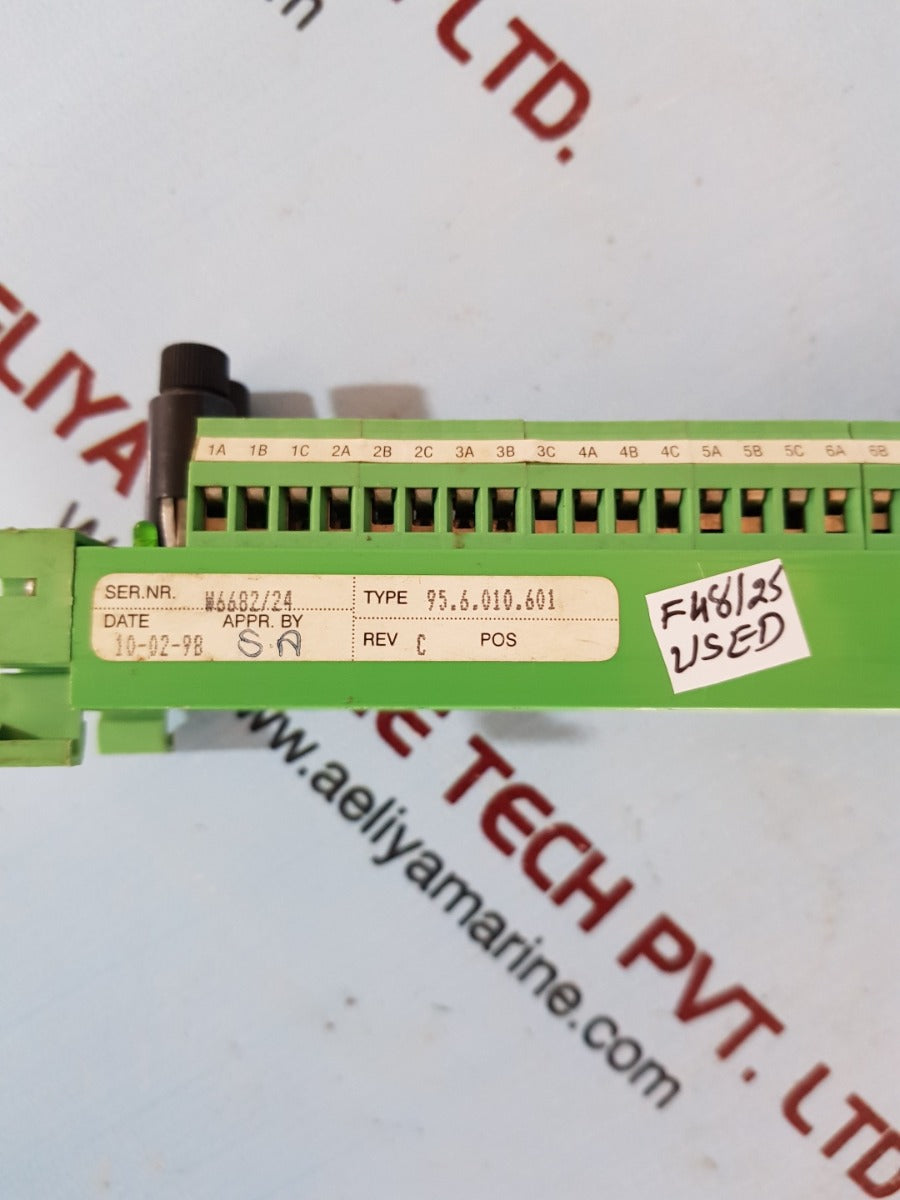 LTD.
ELIYA
1A 1B 1C 2A 2B 2C 3A 3B 3C 4A 4B 4C 5A 5B 5C 6A 6B
SER.NR. W6682/24
DATE APPR. BY
10-02-98 SA
TYPE 95.6.010.601
REV C POS
F48/25
USED
E TECH PVT. LTD
www.aeliyamarine.com